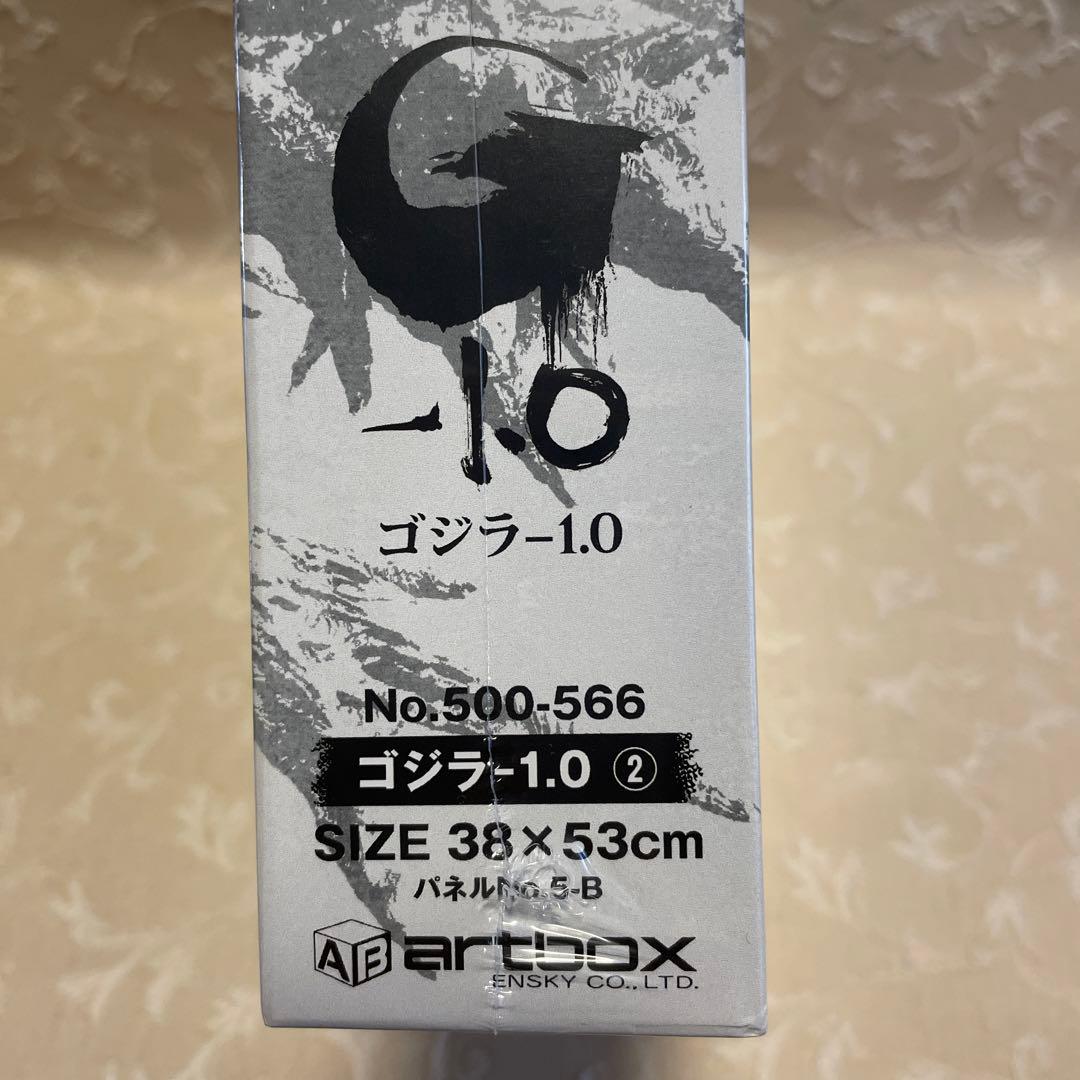 G
-1.0
ゴジラ-1.0
No.500-566
ゴジラ-1.0 ②
SIZE 38×53cm
パネルNo.5-B
AB artbox
ENSKY CO.,LTD.